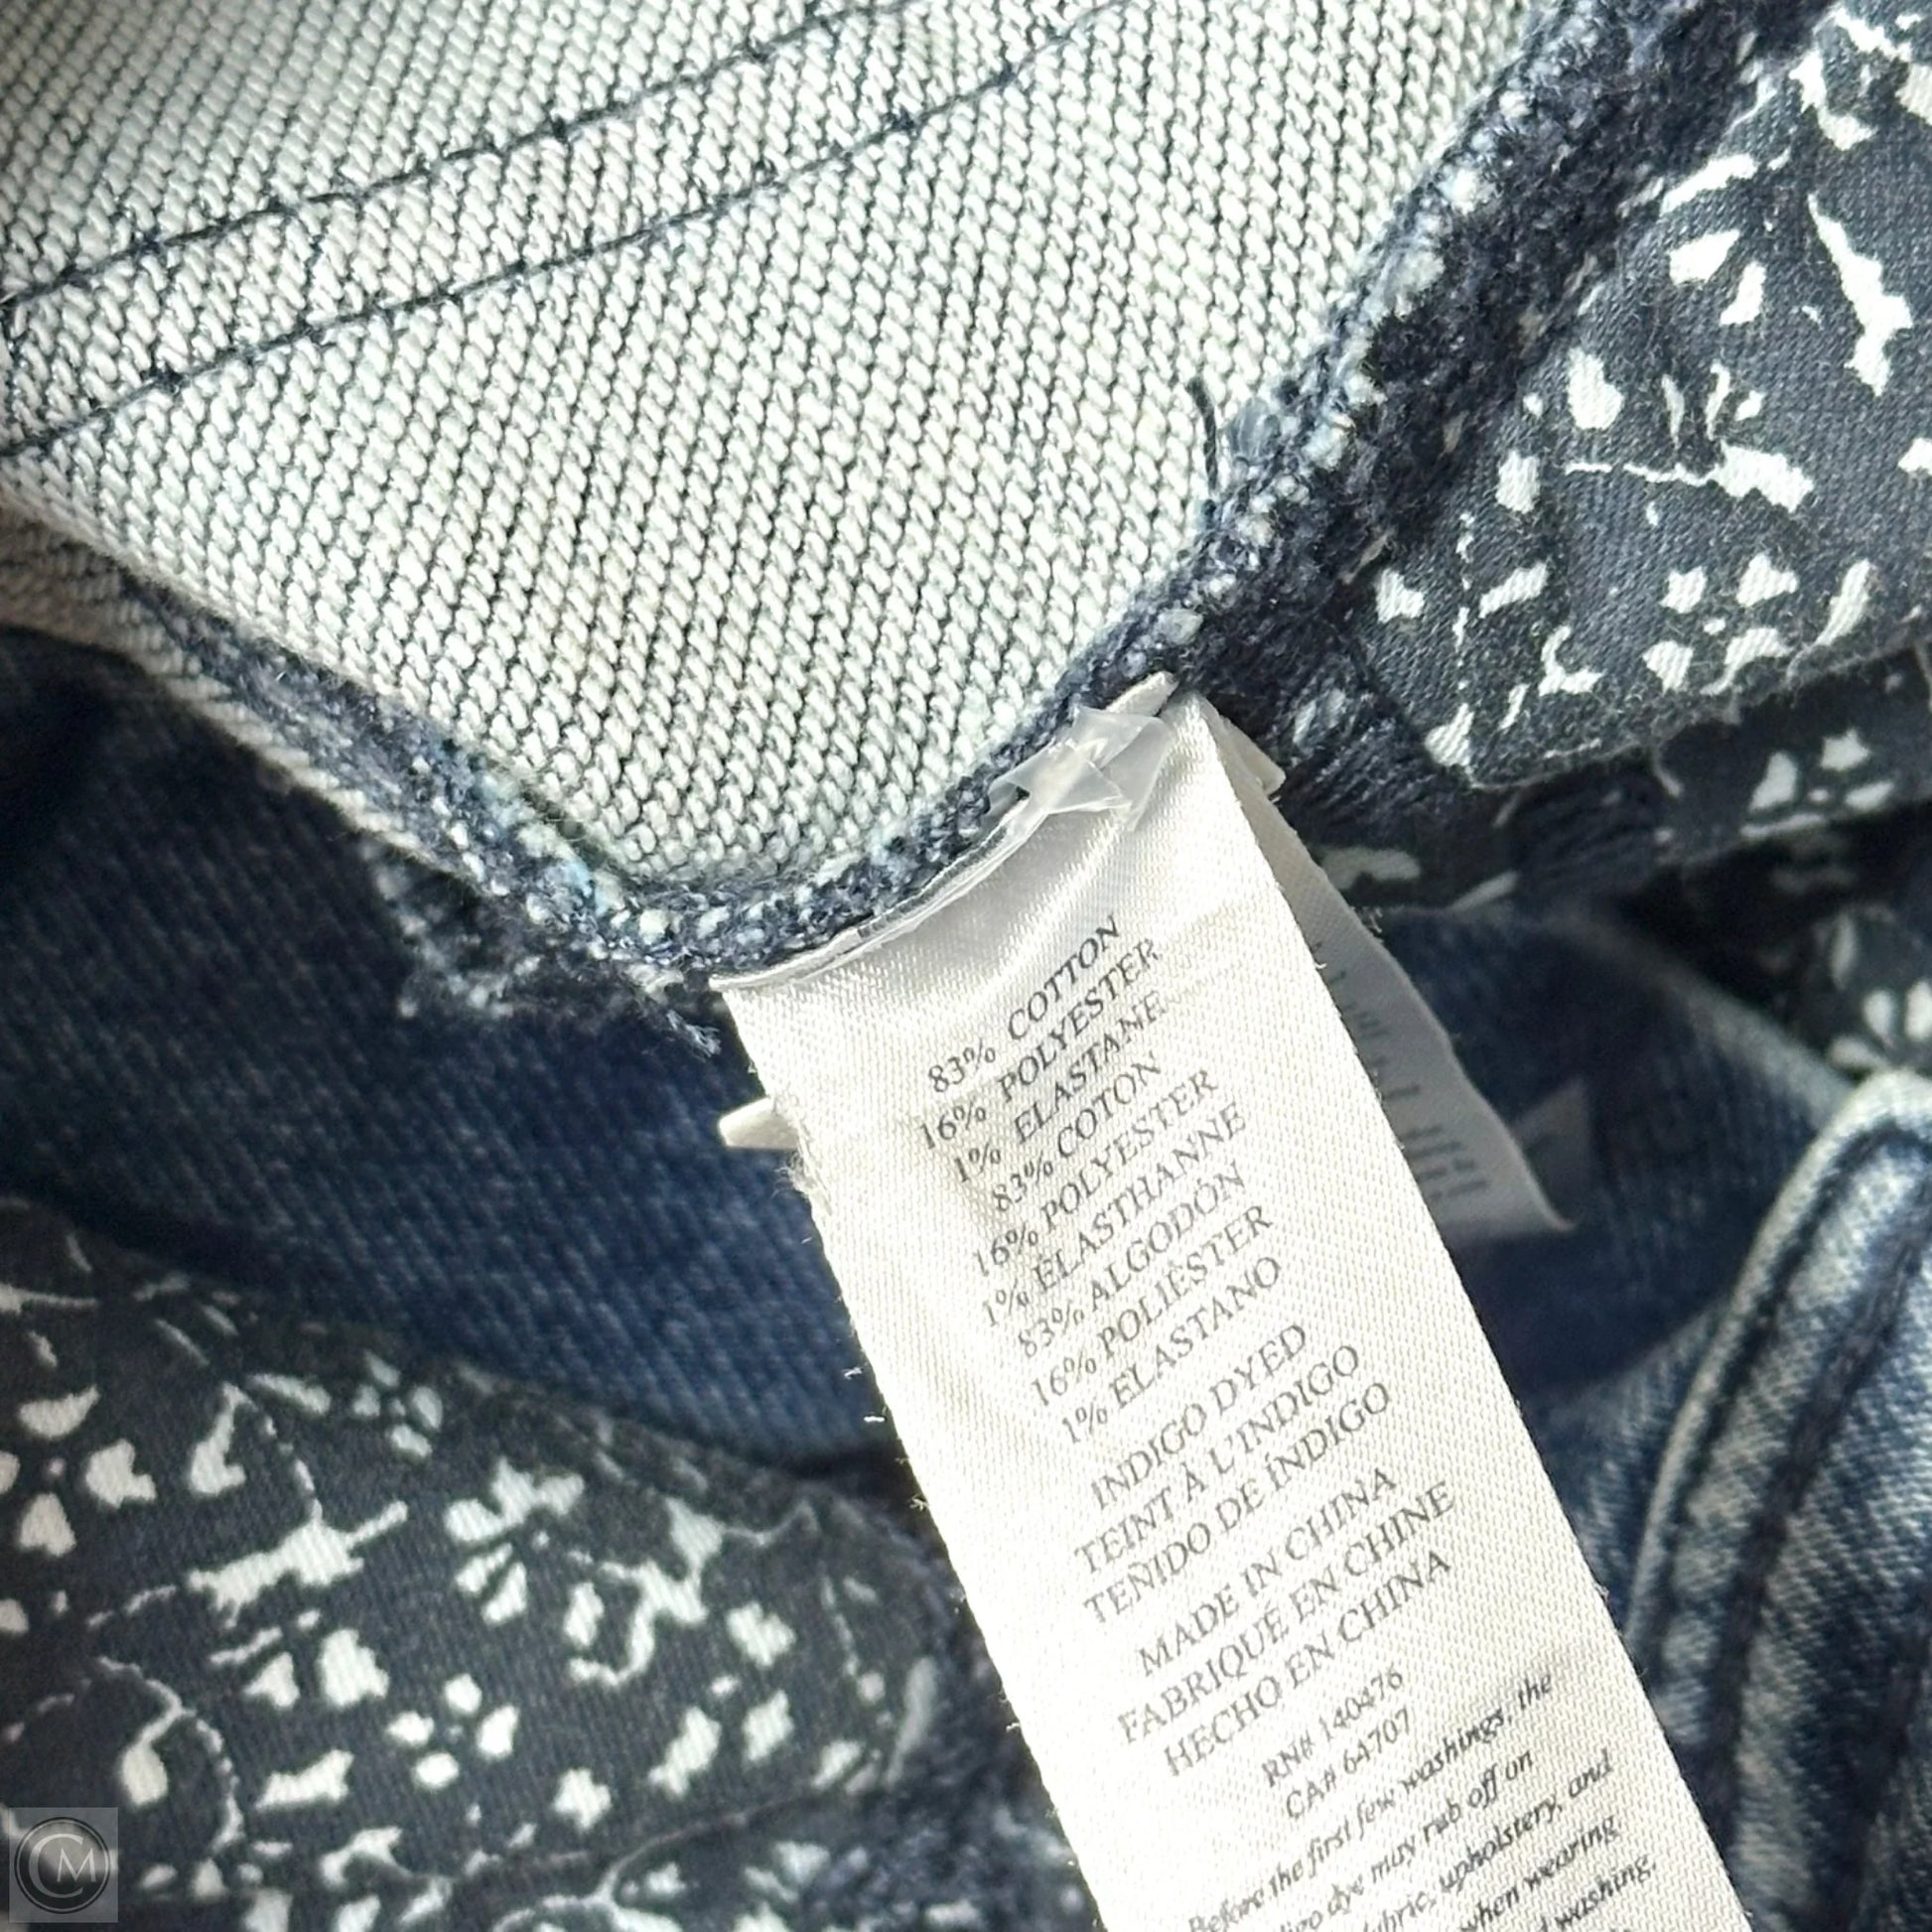 83% COTTON
16% POLYESTER
1% ELASTANE
83% COTON
16% POLYESTER
1% ÉLASTHANNE
83% ALGODÓN
16% POLIÉSTER
1% ELASTANO
INDIGO DYED
TEINT À L'INDIGO
TEÑIDO DE ÍNDIGO
MADE IN CHINA
FABRIQUÉ EN CHINE
HECHO EN CHINA
RN# 140476
CA# 64707
Before the first few washings, the
dye may rub off on
upholstery, and
when wearing
washing.
CM